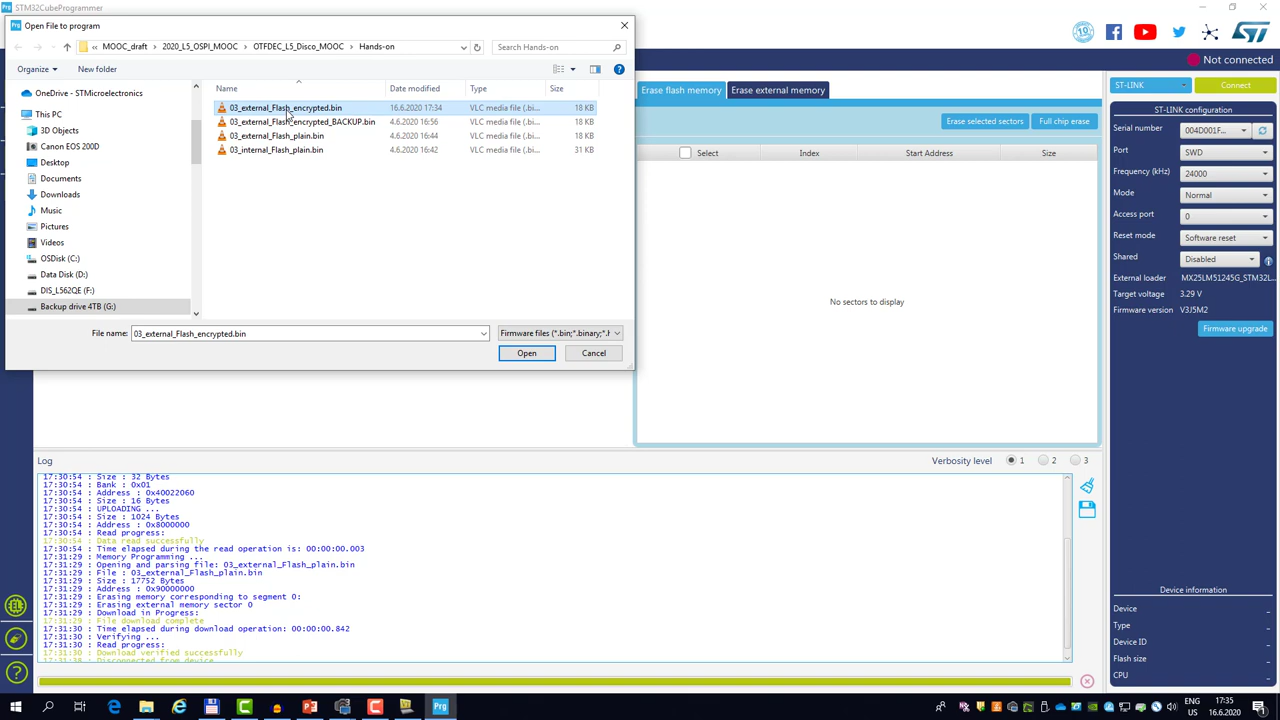 STM32CubeProgrammer
Prg Open File to program
MOOC_draft 2020_L5_OSPI_MOOC OTFDEC_L5_Disco_MOOC Hands-on Search Hands-on
Organize New folder
Name Date modified Type Size
OneDrive - STMicroelectronics
This PC
3D Objects
Canon EOS 200D
Desktop
Documents
Downloads
Music
Pictures
Videos
OSDisk (C:)
Data Disk (D:)
DIS_L562QE (F:)
Backup drive 4TB (G:)
03_external_Flash_encrypted.bin 16.6.2020 17:34 VLC media file (.bi... 18 KB
03_external_Flash_encrypted_BACKUP.bin 4.6.2020 16:56 VLC media file (.bi... 18 KB
03_external_Flash_plain.bin 4.6.2020 16:44 VLC media file (.bi... 18 KB
03_internal_Flash_plain.bin 4.6.2020 16:42 VLC media file (.bi... 31 KB
File name: 03_external_Flash_encrypted.bin Firmware files (*.bin;*.binary;*.h
Open Cancel
Not connected
Erase flash memory Erase external memory
Erase selected sectors Full chip erase
Select Index Start Address Size
No sectors to display
ST-LINK Connect
ST-LINK configuration
Serial number 004D001F...
Port SWD
Frequency (kHz) 24000
Mode Normal
Access port 0
Reset mode Software reset
Shared Disabled
External loader MX25LM51245G_STM32L...
Target voltage 3.29 V
Firmware version V3J5M2
Firmware upgrade
Device information
Device -
Type -
Device ID -
Flash size -
CPU -
Log Verbosity level 1 2 3
17:30:54 : Size : 32 Bytes
17:30:54 : Bank : 0x01
17:30:54 : Address : 0x40022060
17:30:54 : Size : 16 Bytes
17:30:54 : UPLOADING ...
17:30:54 : Size : 1024 Bytes
17:30:54 : Address : 0x8000000
17:30:54 : Read progress:
17:30:54 : Data read successfully
17:30:54 : Time elapsed during the read operation is: 00:00:00.003
17:31:29 : Memory Programming ...
17:31:29 : Opening and parsing file: 03_external_Flash_plain.bin
17:31:29 : File : 03_external_Flash_plain.bin
17:31:29 : Size : 17752 Bytes
17:31:29 : Address : 0x90000000
17:31:29 : Erasing memory corresponding to segment 0:
17:31:29 : Erasing external memory sector 0
17:31:29 : Download in Progress:
17:31:30 : File download complete
17:31:30 : Time elapsed during download operation: 00:00:00.842
17:31:30 : Verifying ...
17:31:30 : Read progress:
17:31:30 : Download verified successfully
17:31:38 : Disconnected from device
ENG 17:35
US 16.6.2020